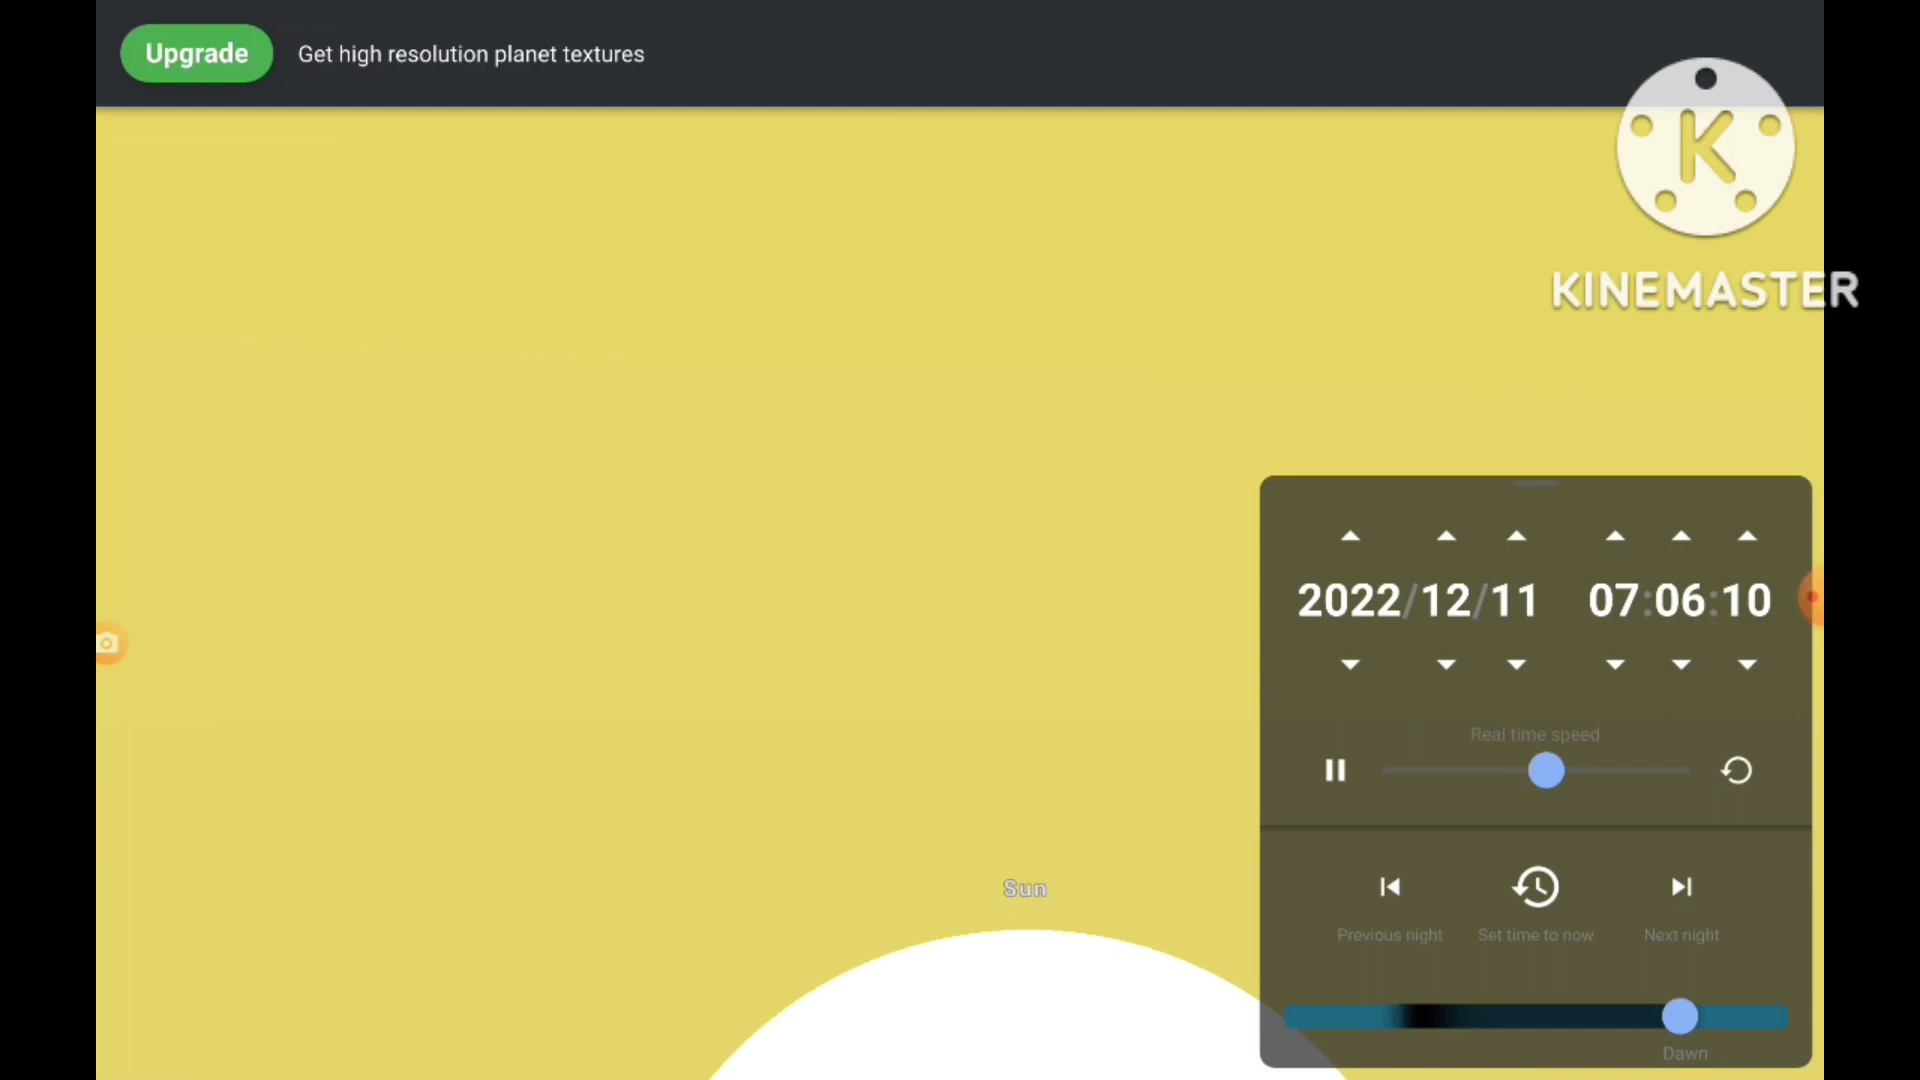 Upgrade Get high resolution planet textures
K
KINEMASTER
2022/12/11 07:06:10
Real time speed
Sun
Previous night Set time to now Next night
Dawn